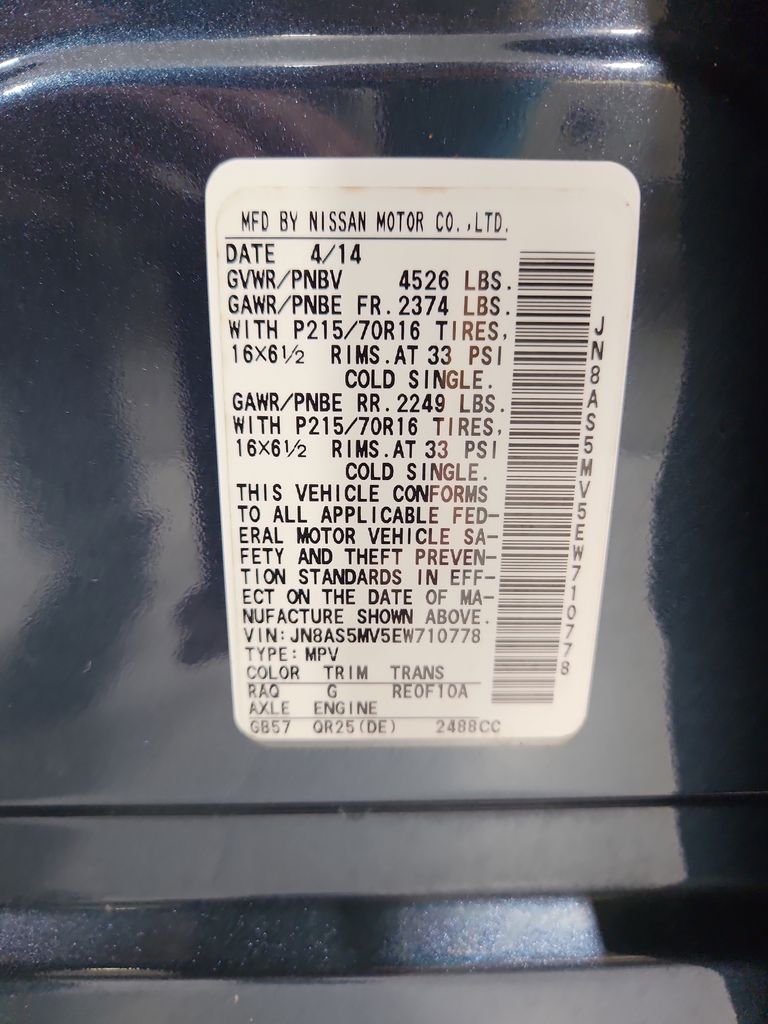 MFD BY NISSAN MOTOR CO.,LTD.
DATE 4/14
GVWR/PNBV 4526 LBS.
GAWR/PNBE FR. 2374 LBS.
WITH P215/70R16 TIRES,
16×6½ RIMS.AT 33 PSI
COLD SINGLE.
GAWR/PNBE RR. 2249 LBS.
WITH P215/70R16 TIRES,
16×6½ RIMS.AT 33 PSI
COLD SINGLE.
THIS VEHICLE CONFORMS
TO ALL APPLICABLE FED-
ERAL MOTOR VEHICLE SA-
FETY AND THEFT PREVEN-
TION STANDARDS IN EFF-
ECT ON THE DATE OF MA-
NUFACTURE SHOWN ABOVE.
VIN: JN8AS5MV5EW710778
TYPE: MPV
COLOR TRIM TRANS
RAQ G RE0F10A
AXLE ENGINE
GB57 QR25(DE) 2488CC
JN8AS5MV5EW710778